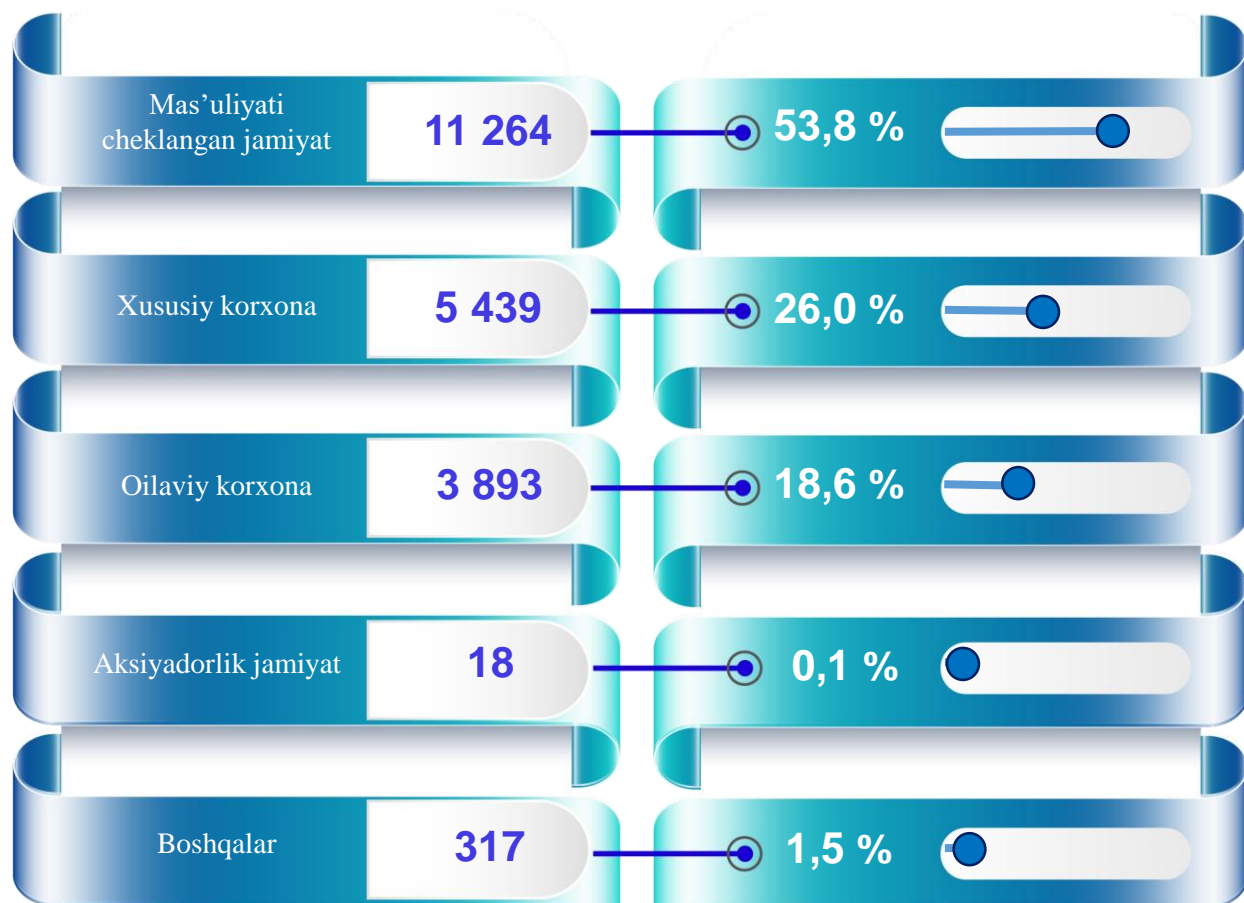 Mas’uliyati
cheklangan jamiyat
11 264
53,8 %
Xususiy korxona
5 439
26,0 %
Oilaviy korxona
3 893
18,6 %
Aksiyadorlik jamiyat
18
0,1 %
Boshqalar
317
1,5 %